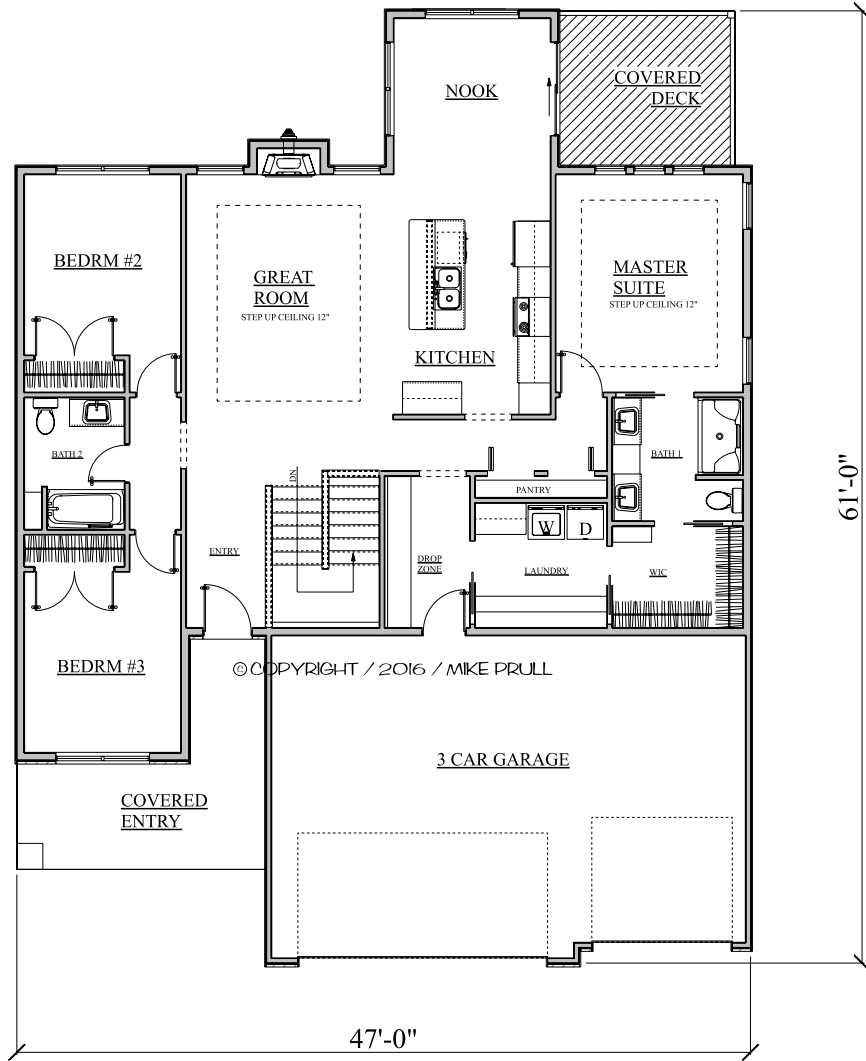 NOOK
COVERED
DECK
BEDRM #2
GREAT
ROOM
STEP UP CEILING 12"
MASTER
SUITE
STEP UP CEILING 12"
KITCHEN
BATH 2
BATH 1
DN.
PANTRY
61'-0"
W
D
ENTRY
DROP
ZONE
LAUNDRY
WIC
BEDRM #3
© COPYRIGHT / 2016 / MIKE PRULL
3 CAR GARAGE
COVERED
ENTRY
47'-0"